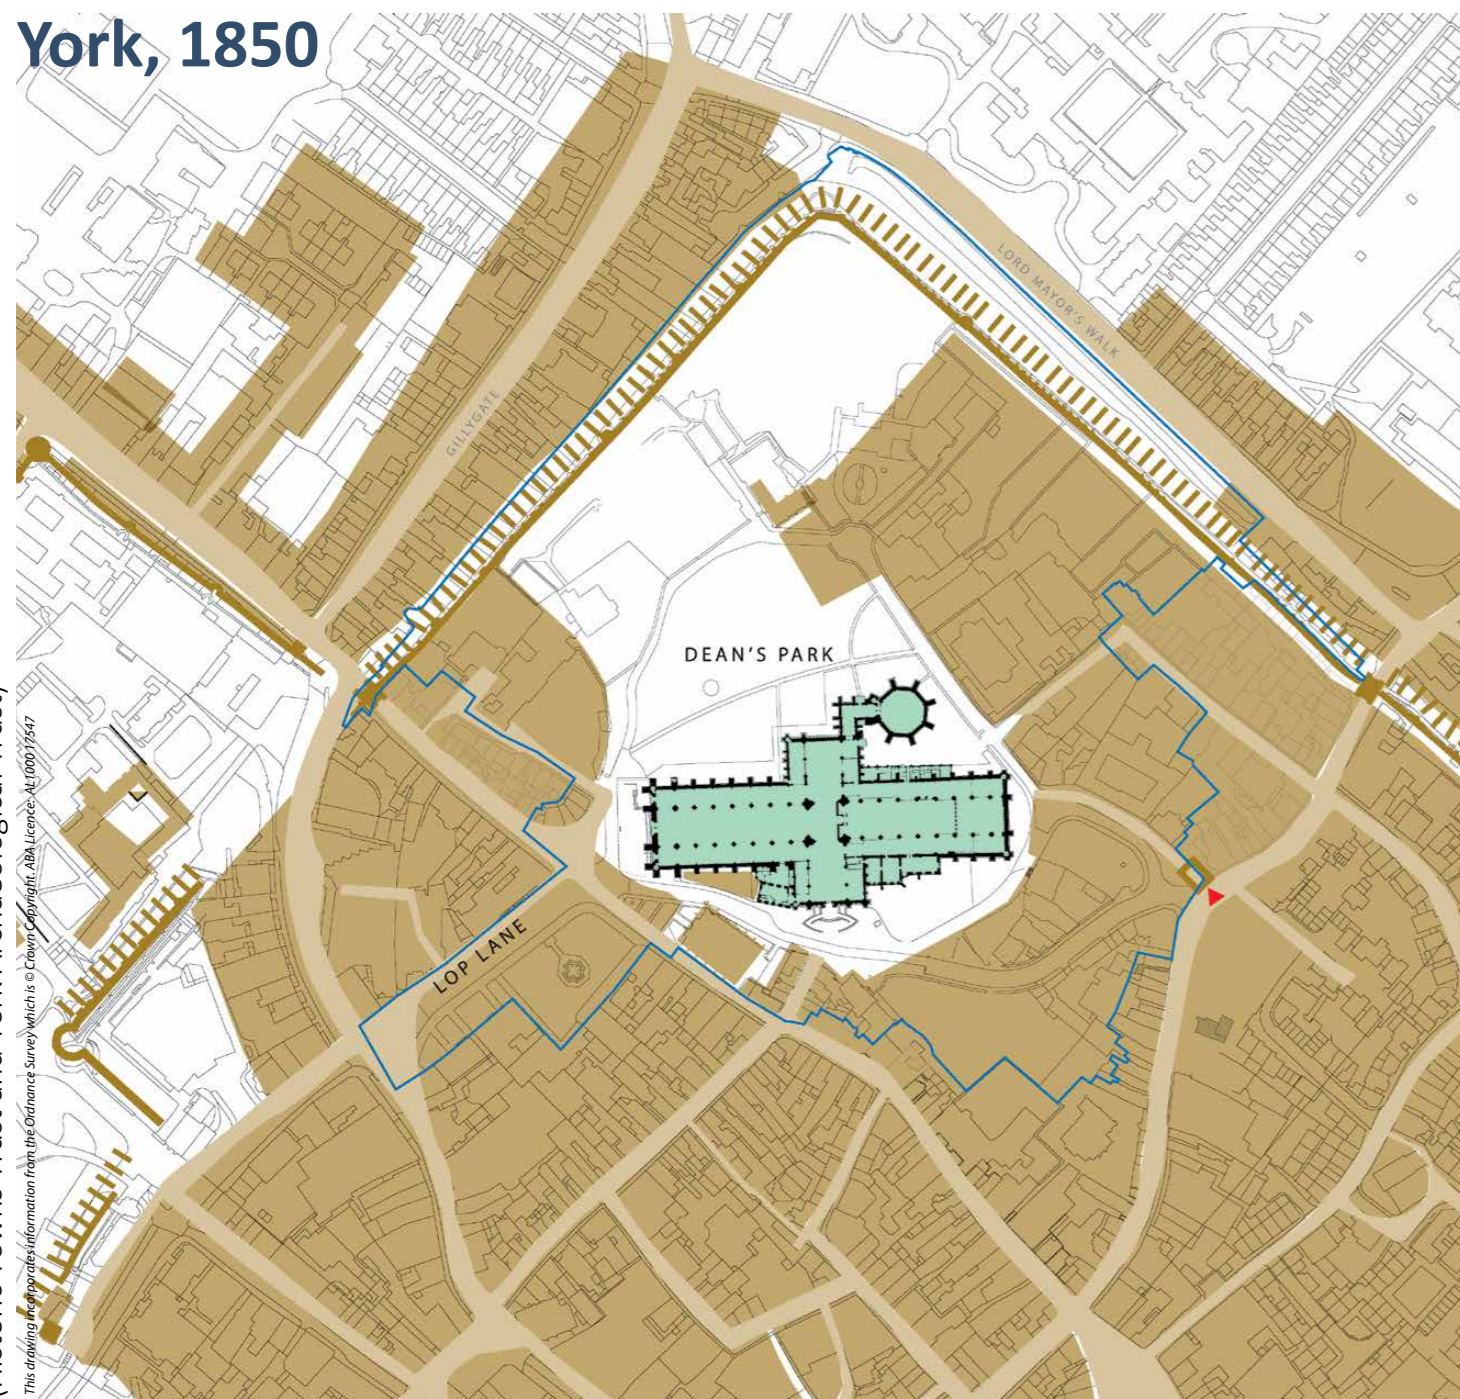 York, 1850
LORD MAYOR'S WALK
GILLYGATE
DEAN'S PARK
LOP LANE
This drawing incorporates information from the Ordnance Survey which is © Crown Copyright. ABA Licence: AL100017547